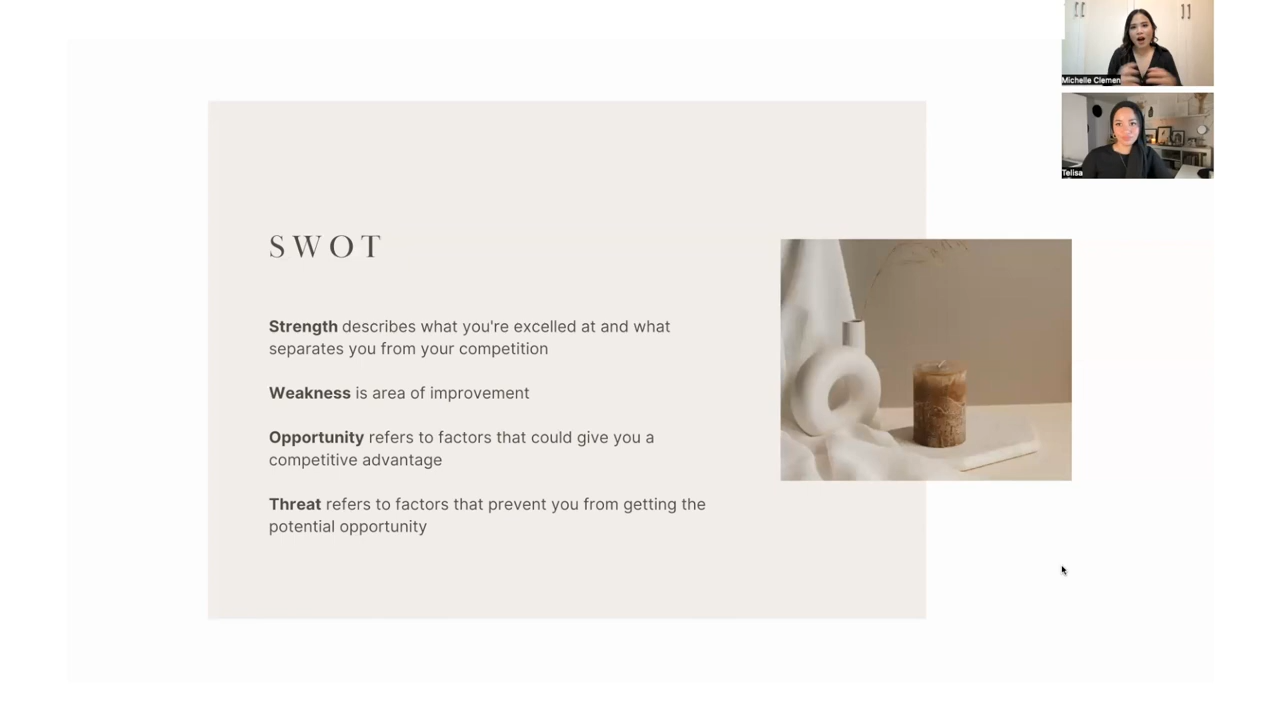 SWOT
Strength describes what you're excelled at and what
separates you from your competition
Weakness is area of improvement
Opportunity refers to factors that could give you a
competitive advantage
Threat refers to factors that prevent you from getting the
potential opportunity
Michelle Clemen
Telisa